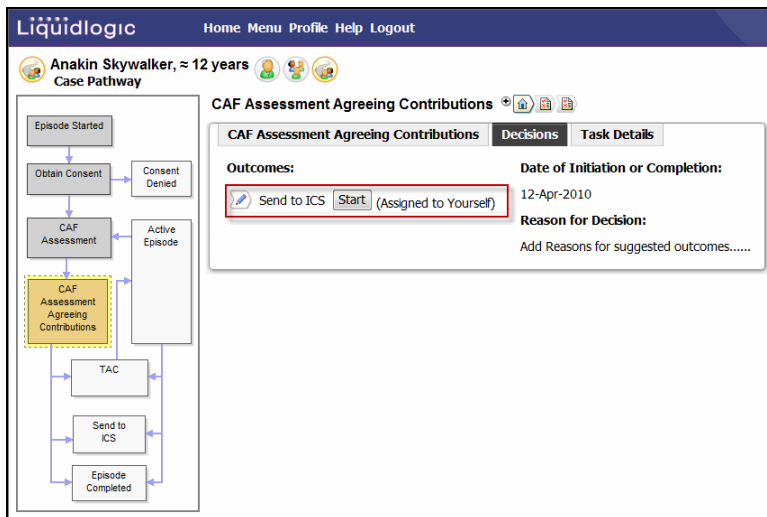 Liquidlogic
Home Menu Profile Help Logout
Anakin Skywalker, ≈ 12 years
Case Pathway
CAF Assessment Agreeing Contributions
Episode Started
Obtain Consent
Consent
Denied
CAF
Assessment
Active
Episode
CAF
Assessment
Agreeing
Contributions
TAC
Send to
ICS
Episode
Completed
CAF Assessment Agreeing Contributions
Decisions
Task Details
Outcomes:
Send to ICS Start (Assigned to Yourself)
Date of Initiation or Completion:
12-Apr-2010
Reason for Decision:
Add Reasons for suggested outcomes......